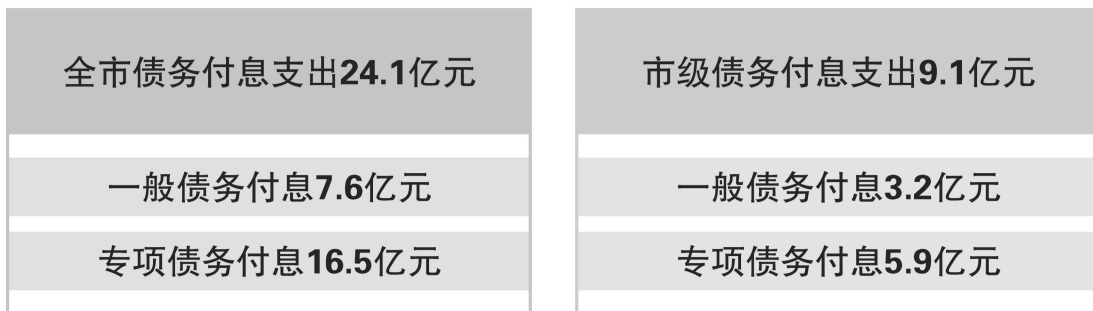 全市债务付息支出24.1亿元
一般债务付息7.6亿元
专项债务付息16.5亿元
市级债务付息支出9.1亿元
一般债务付息3.2亿元
专项债务付息5.9亿元